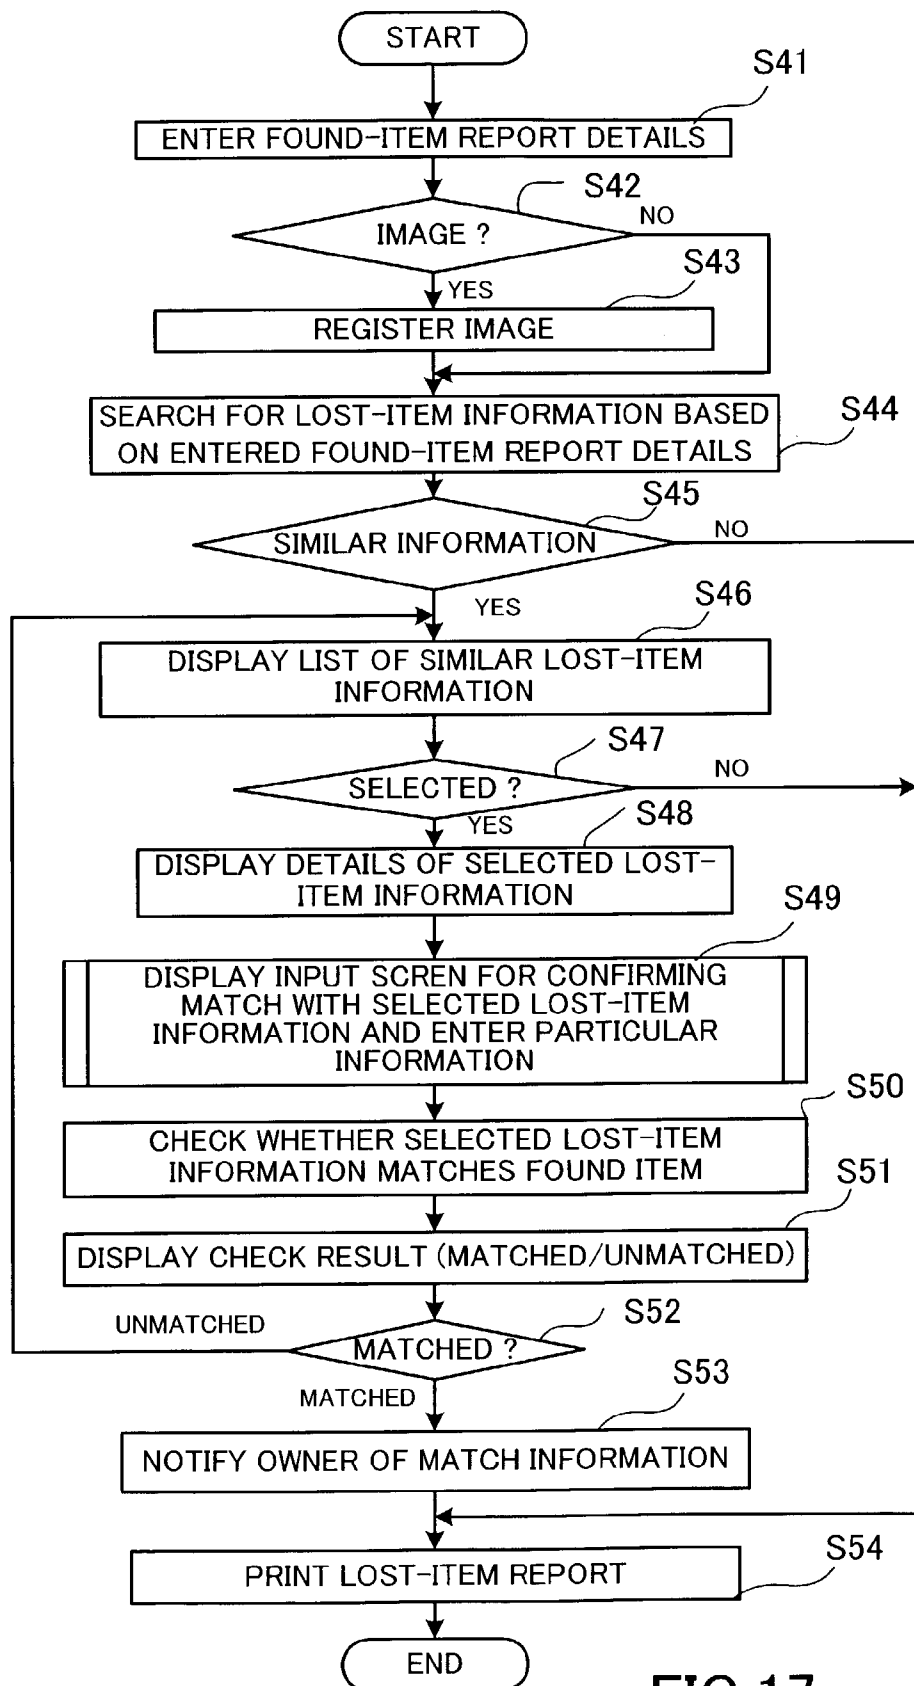 START
S41
ENTER FOUND-ITEM REPORT DETAILS
S42
IMAGE ?
NO
YES
S43
REGISTER IMAGE
SEARCH FOR LOST-ITEM INFORMATION BASED
ON ENTERED FOUND-ITEM REPORT DETAILS
S44
S45
SIMILAR INFORMATION
NO
YES
S46
DISPLAY LIST OF SIMILAR LOST-ITEM
INFORMATION
S47
SELECTED ?
NO
YES
S48
DISPLAY DETAILS OF SELECTED LOST-
ITEM INFORMATION
S49
DISPLAY INPUT SCREN FOR CONFIRMING
MATCH WITH SELECTED LOST-ITEM
INFORMATION AND ENTER PARTICULAR
INFORMATION
S50
CHECK WHETHER SELECTED LOST-ITEM
INFORMATION MATCHES FOUND ITEM
S51
DISPLAY CHECK RESULT (MATCHED/UNMATCHED)
S52
UNMATCHED
MATCHED ?
MATCHED
S53
NOTIFY OWNER OF MATCH INFORMATION
S54
PRINT LOST-ITEM REPORT
END
FIG.17